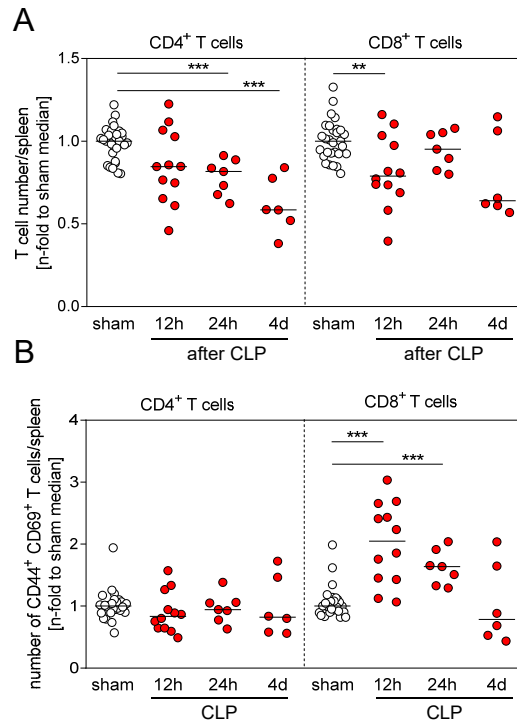 A
CD4+ T cells CD8+ T cells
T cell number/spleen
[n-fold to sham median]
1.5
1.0
0.5
0.0
*** ***
**
sham 12h 24h 4d sham 12h 24h 4d
after CLP after CLP
B
CD4+ T cells CD8+ T cells
number of CD44+ CD69+ T cells/spleen
[n-fold to sham median]
4
3
2
1
0
***
***
sham 12h 24h 4d sham 12h 24h 4d
CLP CLP